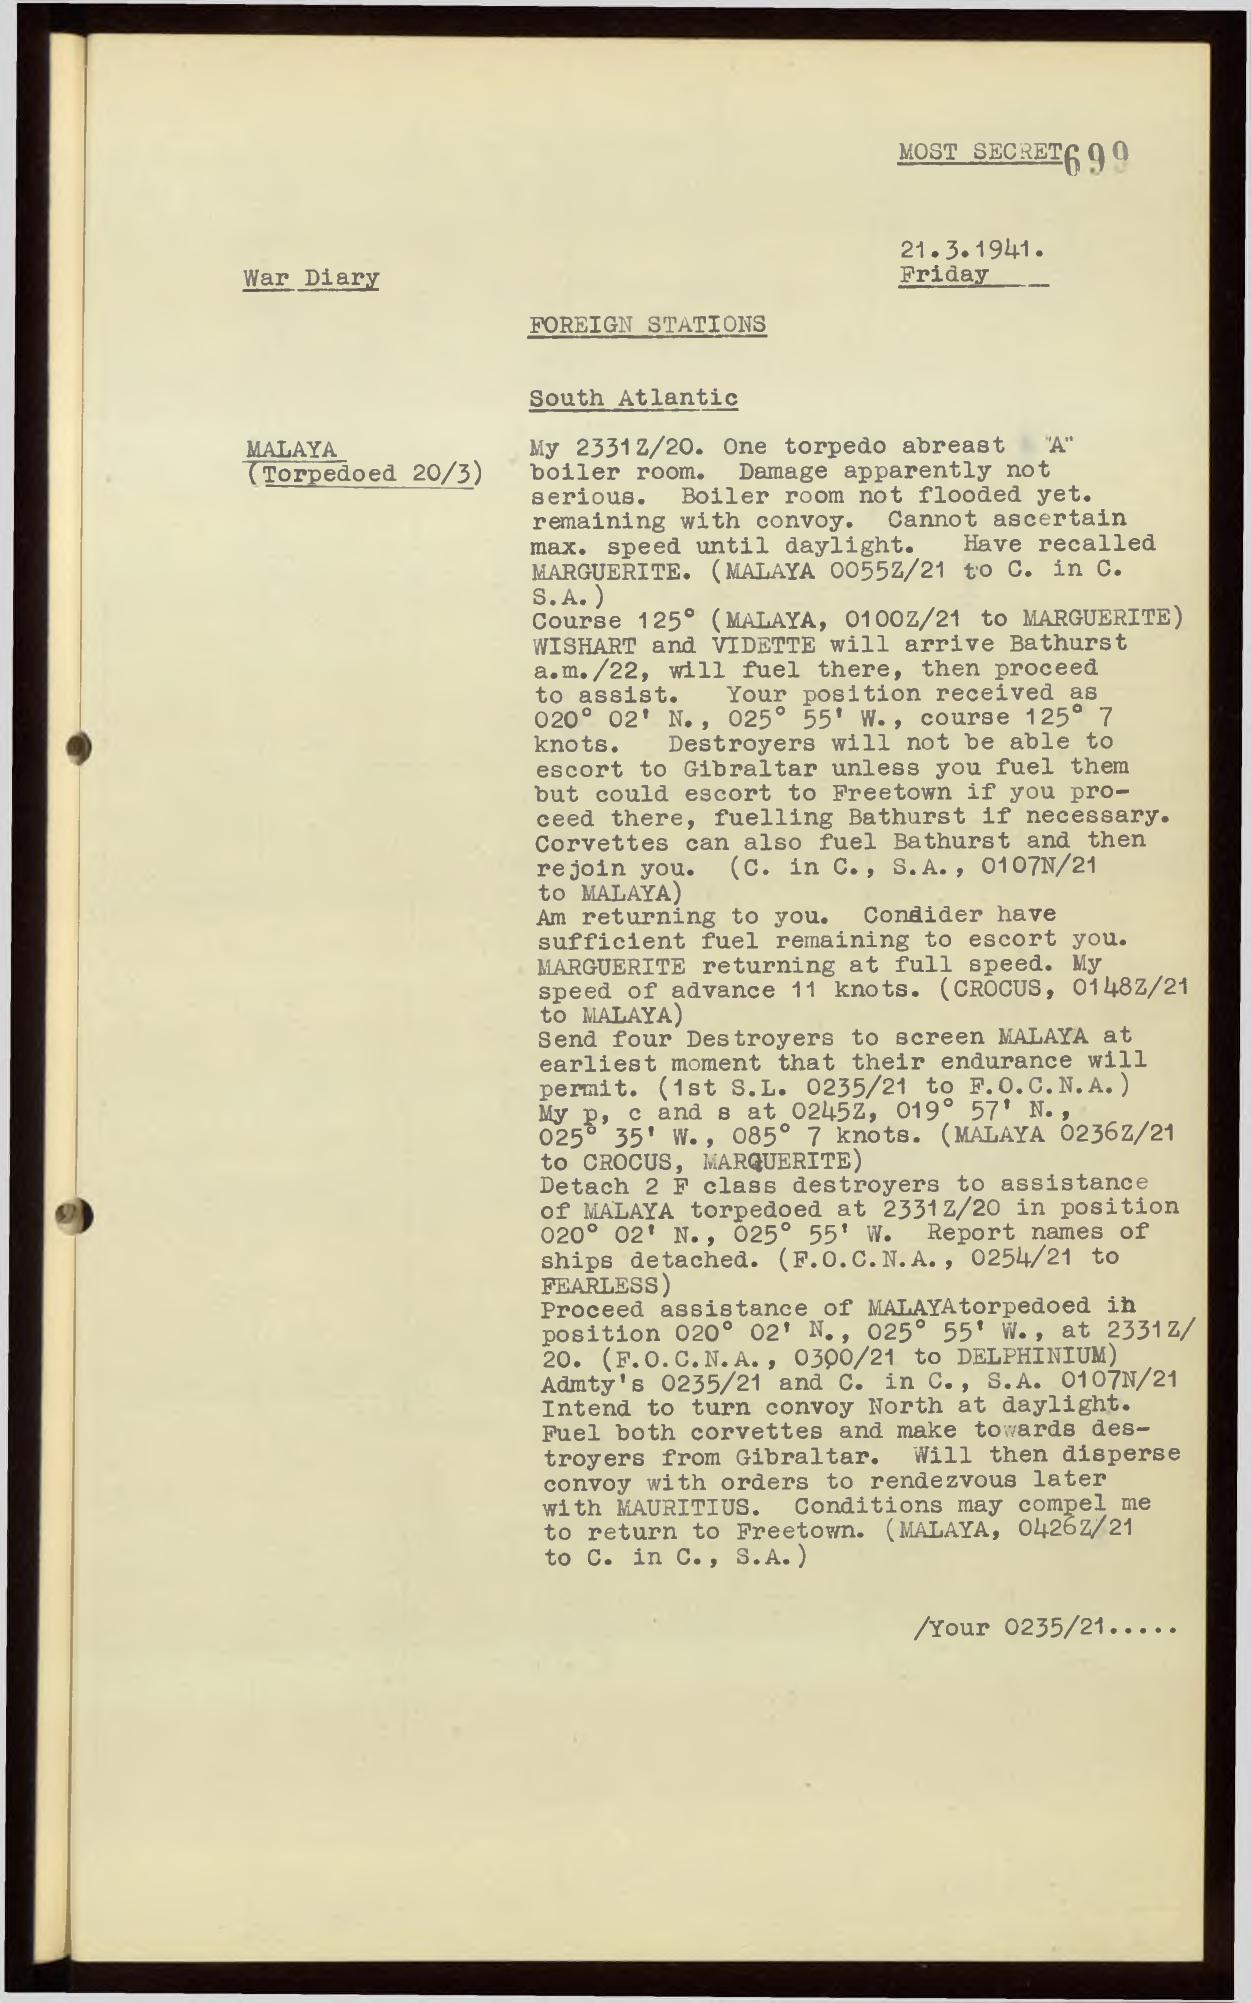 MOST SECRET 699
21.3.1941.
War Diary
Friday
FOREIGN STATIONS
South Atlantic
MALAYA
(Torpedoed 20/3)
My 2331Z/20. One torpedo abreast "A"
boiler room. Damage apparently not
serious. Boiler room not flooded yet.
remaining with convoy. Cannot ascertain
max. speed until daylight. Have recalled
MARGUERITE. (MALAYA 0055Z/21 to C. in C.
S.A.)
Course 125° (MALAYA, 0100Z/21 to MARGUERITE)
WISHART and VIDETTE will arrive Bathurst
a.m./22, will fuel there, then proceed
to assist. Your position received as
020° 02' N., 025° 55' W., course 125° 7
knots. Destroyers will not be able to
escort to Gibraltar unless you fuel them
but could escort to Freetown if you pro-
ceed there, fuelling Bathurst if necessary.
Corvettes can also fuel Bathurst and then
rejoin you. (C. in C., S.A., 0107N/21
to MALAYA)
Am returning to you. Condider have
sufficient fuel remaining to escort you.
MARGUERITE returning at full speed. My
speed of advance 11 knots. (CROCUS, 0148Z/21
to MALAYA)
Send four Destroyers to screen MALAYA at
earliest moment that their endurance will
permit. (1st S.L. 0235/21 to F.O.C.N.A.)
My p, c and s at 0245Z, 019° 57' N.,
025° 35' W., 085° 7 knots. (MALAYA 0236Z/21
to CROCUS, MARQUERITE)
Detach 2 F class destroyers to assistance
of MALAYA torpedoed at 2331Z/20 in position
020° 02' N., 025° 55' W. Report names of
ships detached. (F.O.C.N.A., 0254/21 to
FEARLESS)
Proceed assistance of MALAYAtorpedoed in
position 020° 02' N., 025° 55' W., at 2331Z/
20. (F.O.C.N.A., 0300/21 to DELPHINIUM)
Admty's 0235/21 and C. in C., S.A. 0107N/21
Intend to turn convoy North at daylight.
Fuel both corvettes and make towards des-
troyers from Gibraltar. Will then disperse
convoy with orders to rendezvous later
with MAURITIUS. Conditions may compel me
to return to Freetown. (MALAYA, 0426Z/21
to C. in C., S.A.)
/Your 0235/21.....